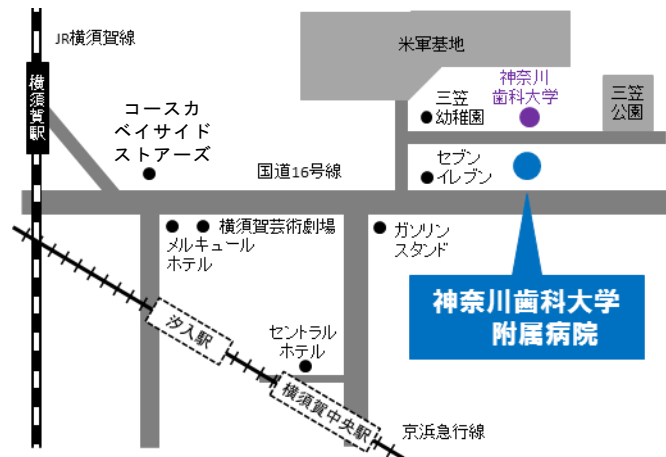 JR横須賀線
横須賀駅
コースカ
ベイサイド
ストアーズ
米軍基地
神奈川
歯科大学
三笠
幼稚園
三笠
公園
国道16号線
セブン
イレブン
横須賀芸術劇場
メルキュール
ホテル
ガソリン
スタンド
神奈川歯科大学
附属病院
汐入駅
セントラル
ホテル
横須賀中央駅
京浜急行線